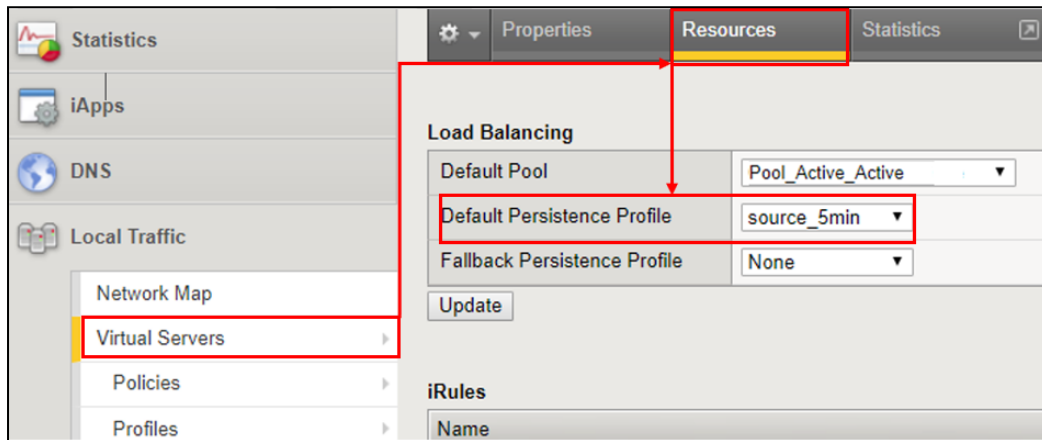 Statistics
iApps
DNS
Local Traffic
Network Map
Virtual Servers
Policies
Profiles
Properties
Resources
Statistics
Load Balancing
Default Pool
Pool_Active_Active
Default Persistence Profile
source_5min
Fallback Persistence Profile
None
Update
iRules
Name